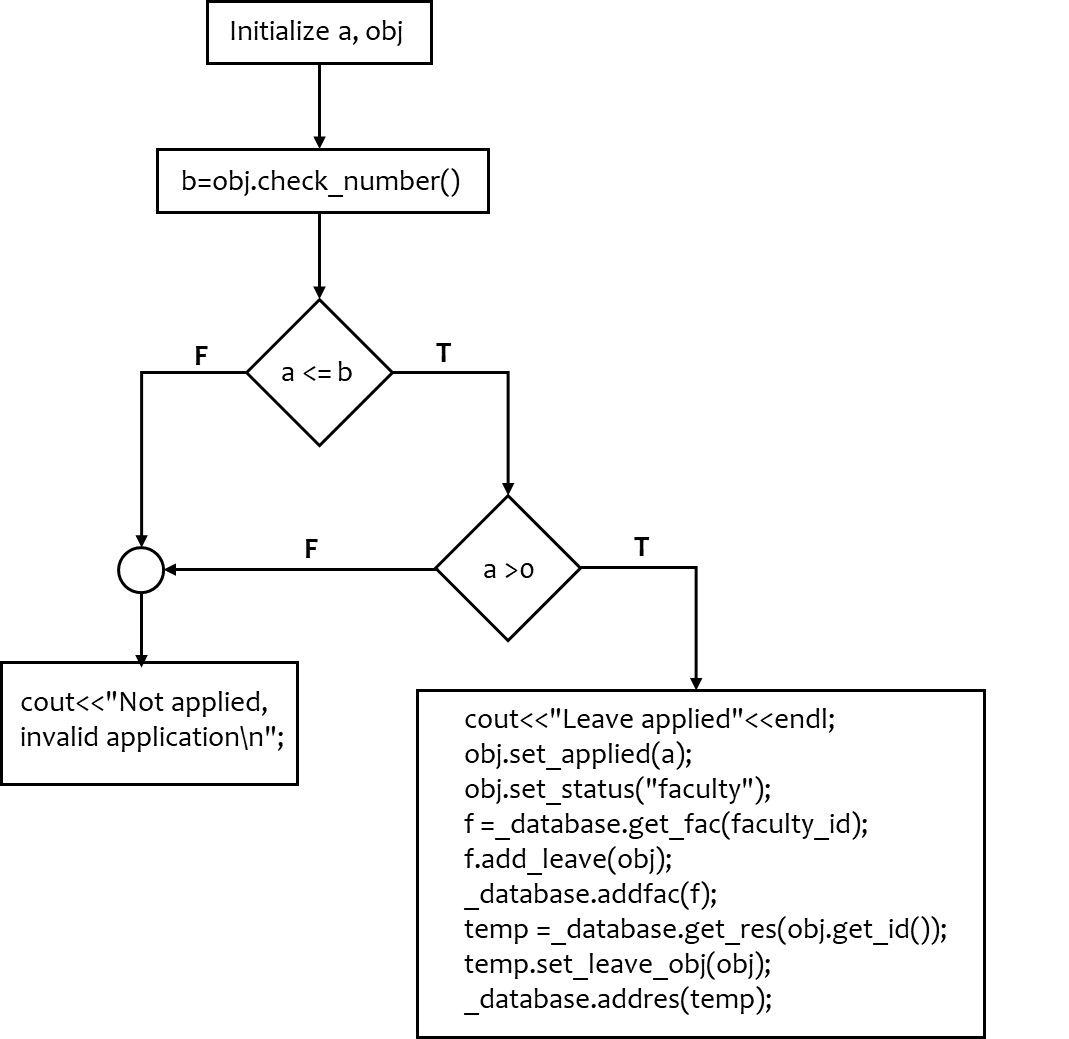 Initialize a, obj
b=obj.check_number()
F
T
a <= b
F
T
a >0
cout<<"Not applied,
invalid application\n";
cout<<"Leave applied"<<endl;
obj.set_applied(a);
obj.set_status("faculty");
f =_database.get_fac(faculty_id);
f.add_leave(obj);
_database.addfac(f);
temp =_database.get_res(obj.get_id());
temp.set_leave_obj(obj);
_database.addres(temp);